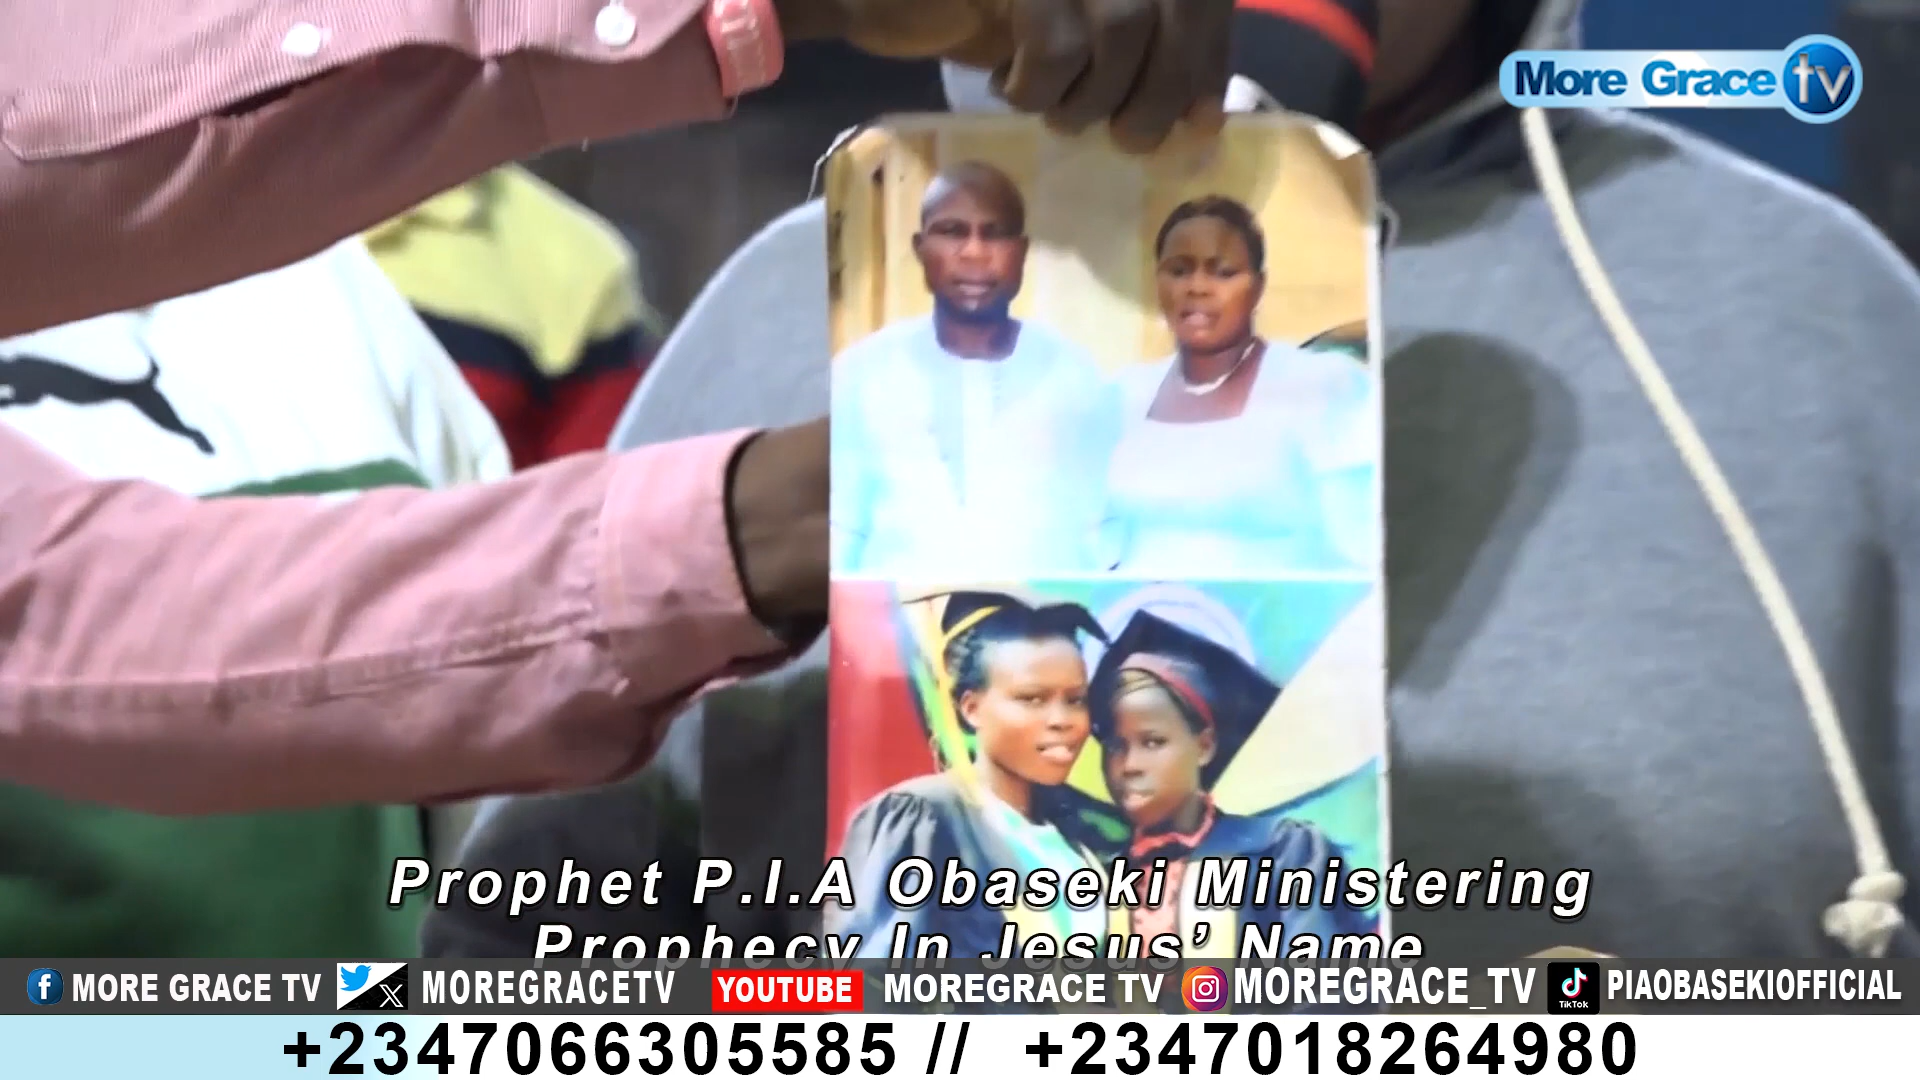 More Grace tv
Prophet P.I.A Obaseki Ministering
Prophecy In Jesus’ Name
MORE GRACE TV MOREGRACETV YOUTUBE MOREGRACE TV MOREGRACE_TV TikTok PIAOBASEKIOFFICIAL
+2347066305585 // +2347018264980